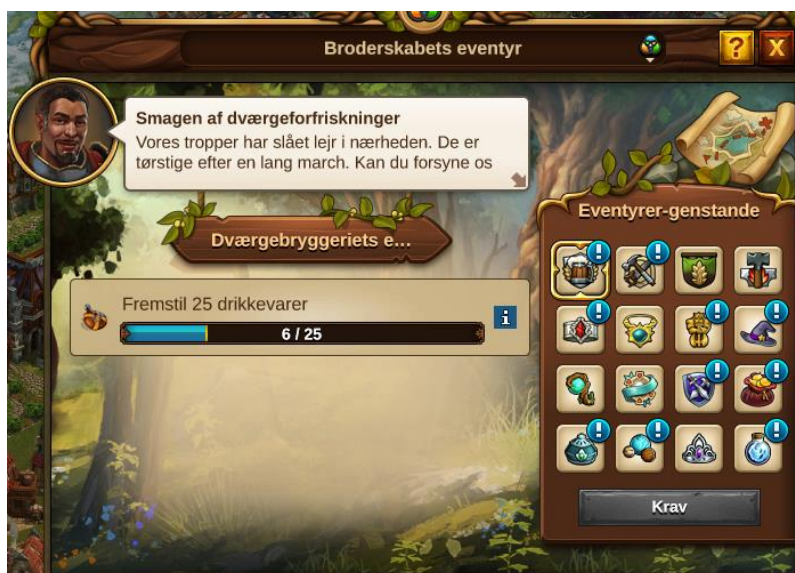 Broderskabets eventyr
?
X
Smagen af dværgeforfriskninger
Vores tropper har slået lejr i nærheden. De er
tørstige efter en lang march. Kan du forsyne os
Dværgebryggeriets e...
Eventyrer-genstande
Fremstil 25 drikkevarer
i
6 / 25
Krav